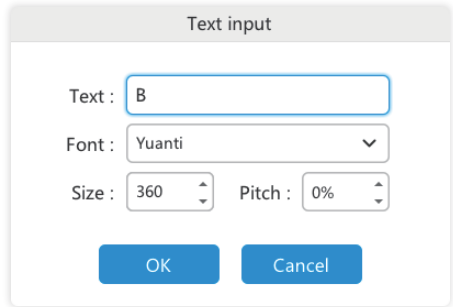 Text input
Text : B
Font : Yuanti
Size : 360 Pitch : 0%
OK Cancel